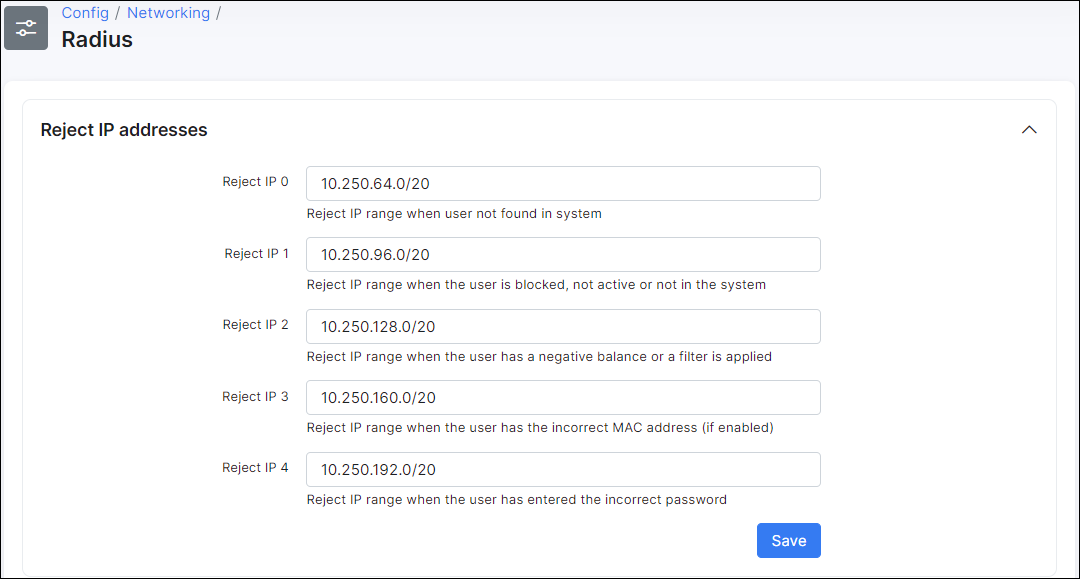 Config / Networking /
Radius
Reject IP addresses
Reject IP 0 10.250.64.0/20
Reject IP range when user not found in system
Reject IP 1 10.250.96.0/20
Reject IP range when the user is blocked, not active or not in the system
Reject IP 2 10.250.128.0/20
Reject IP range when the user has a negative balance or a filter is applied
Reject IP 3 10.250.160.0/20
Reject IP range when the user has the incorrect MAC address (if enabled)
Reject IP 4 10.250.192.0/20
Reject IP range when the user has entered the incorrect password
Save